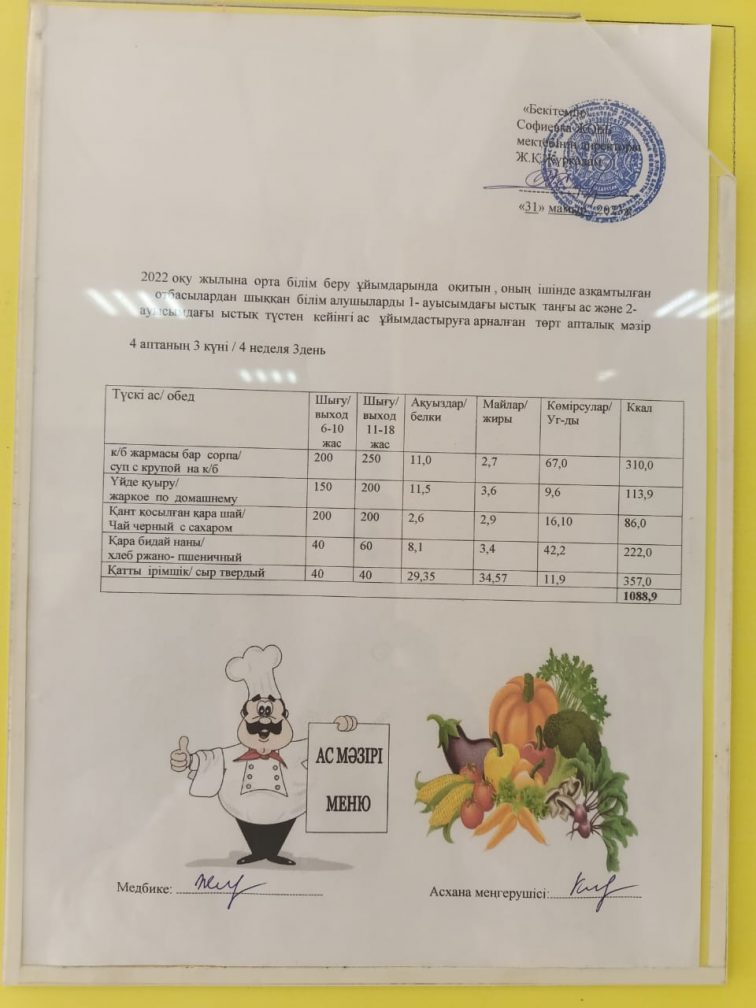 «Бекітемін»
Софиевка ЖОББ
мектебінің директоры
Ж.Қ.Жұрқадам
«31» мамыр 2023
2022 оқу жылына орта білім беру ұйымдарында оқитын , оның ішінде азқамтылған
отбасылардан шыққан білім алушыларды 1- ауысымдағы ыстық таңғы ас және 2-
ауысымдағы ыстық түстен кейінгі ас ұйымдастыруға арналған төрт апталық мәзір
4 аптаның 3 күні / 4 неделя 3день
Түскі ас/ обед Шығу/ выход 6-10 жас Шығу/ выход 11-18 жас Ақуыздар/ белки Майлар/ жиры Көмірсулар/ Уг-ды Ккал
к/б жармасы бар сорпа/
суп с крупой на к/б 200 250 11,0 2,7 67,0 310,0
Үйде қуыру/
жаркое по домашнему 150 200 11,5 3,6 9,6 113,9
Қант қосылған қара шай/
Чай черный с сахаром 200 200 2,6 2,9 16,10 86,0
Қара бидай наны/
хлеб ржано- пшеничный 40 60 8,1 3,4 42,2 222,0
Қатты ірімшік/ сыр твердый 40 40 29,35 34,57 11,9 357,0
1088,9
АС МӘЗІРІ
МЕНЮ
Медбике:
Асхана меңгерушісі: